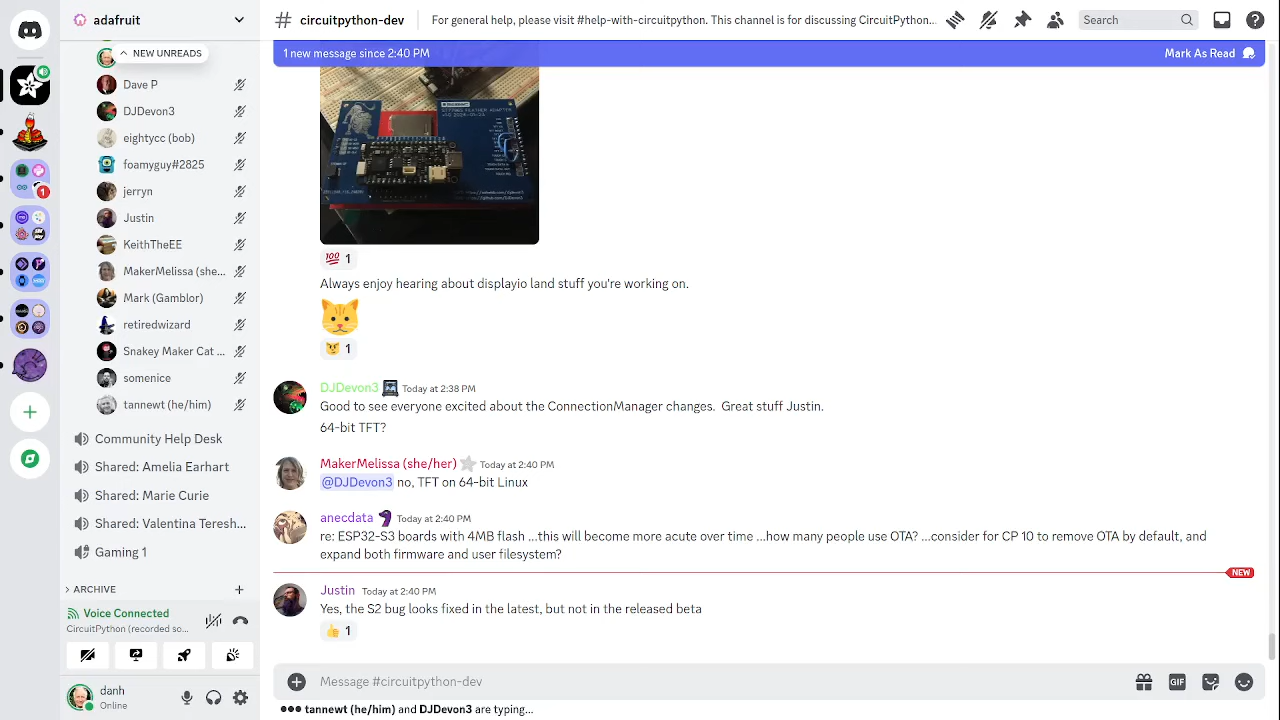 adafruit
NEW UNREADS
Dave P
DJDevon3
eightycc (bob)
jimmyw#2525
jkittyn
Justin
KeithTheEE
MakerMelissa (she...
Mark (Gamblor)
retiredwizard
Snakey Maker Cat ...
tannewt (he/him)
Community Help Desk
Shared: Amelia Earhart
Shared: Marie Curie
Shared: Valentina Teresh...
Gaming 1
ARCHIVE
Voice Connected
CircuitPython (recorded so...
danh
Online
circuitpython-dev
For general help, please visit #help-with-circuitpython. This channel is for discussing CircuitPython...
Search
1 new message since 2:40 PM
Mark As Read
1
Always enjoy hearing about displayio land stuff you're working on.
1
DJDevon3 Today at 2:38 PM
Good to see everyone excited about the ConnectionManager changes. Great stuff Justin.
64-bit TFT?
MakerMelissa (she/her) Today at 2:40 PM
@DJDevon3 no, TFT on 64-bit Linux
anecdata Today at 2:40 PM
re: ESP32-S3 boards with 4MB flash ...this will become more acute over time ...how many people use OTA? ...consider for CP 10 to remove OTA by default, and
expand both firmware and user filesystem?
NEW
Justin Today at 2:40 PM
Yes, the S2 bug looks fixed in the latest, but not in the released beta
1
Message #circuitpython-dev
GIF
tannewt (he/him) and DJDevon3 are typing...